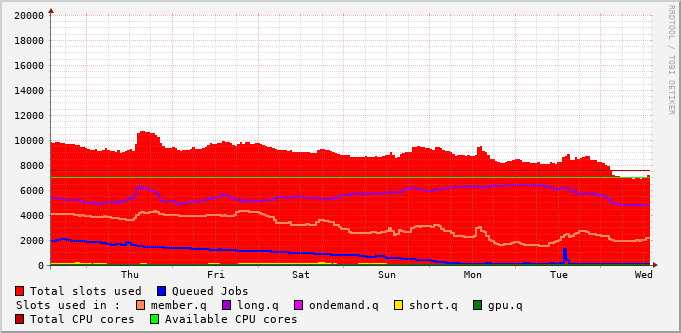 RRDTOOL / TOBI OETIKER
20000
18000
16000
14000
12000
10000
8000
6000
4000
2000
0
Thu Fri Sat Sun Mon Tue Wed
Total slots used Queued Jobs
Slots used in : member.q long.q ondemand.q short.q gpu.q
Total CPU cores Available CPU cores